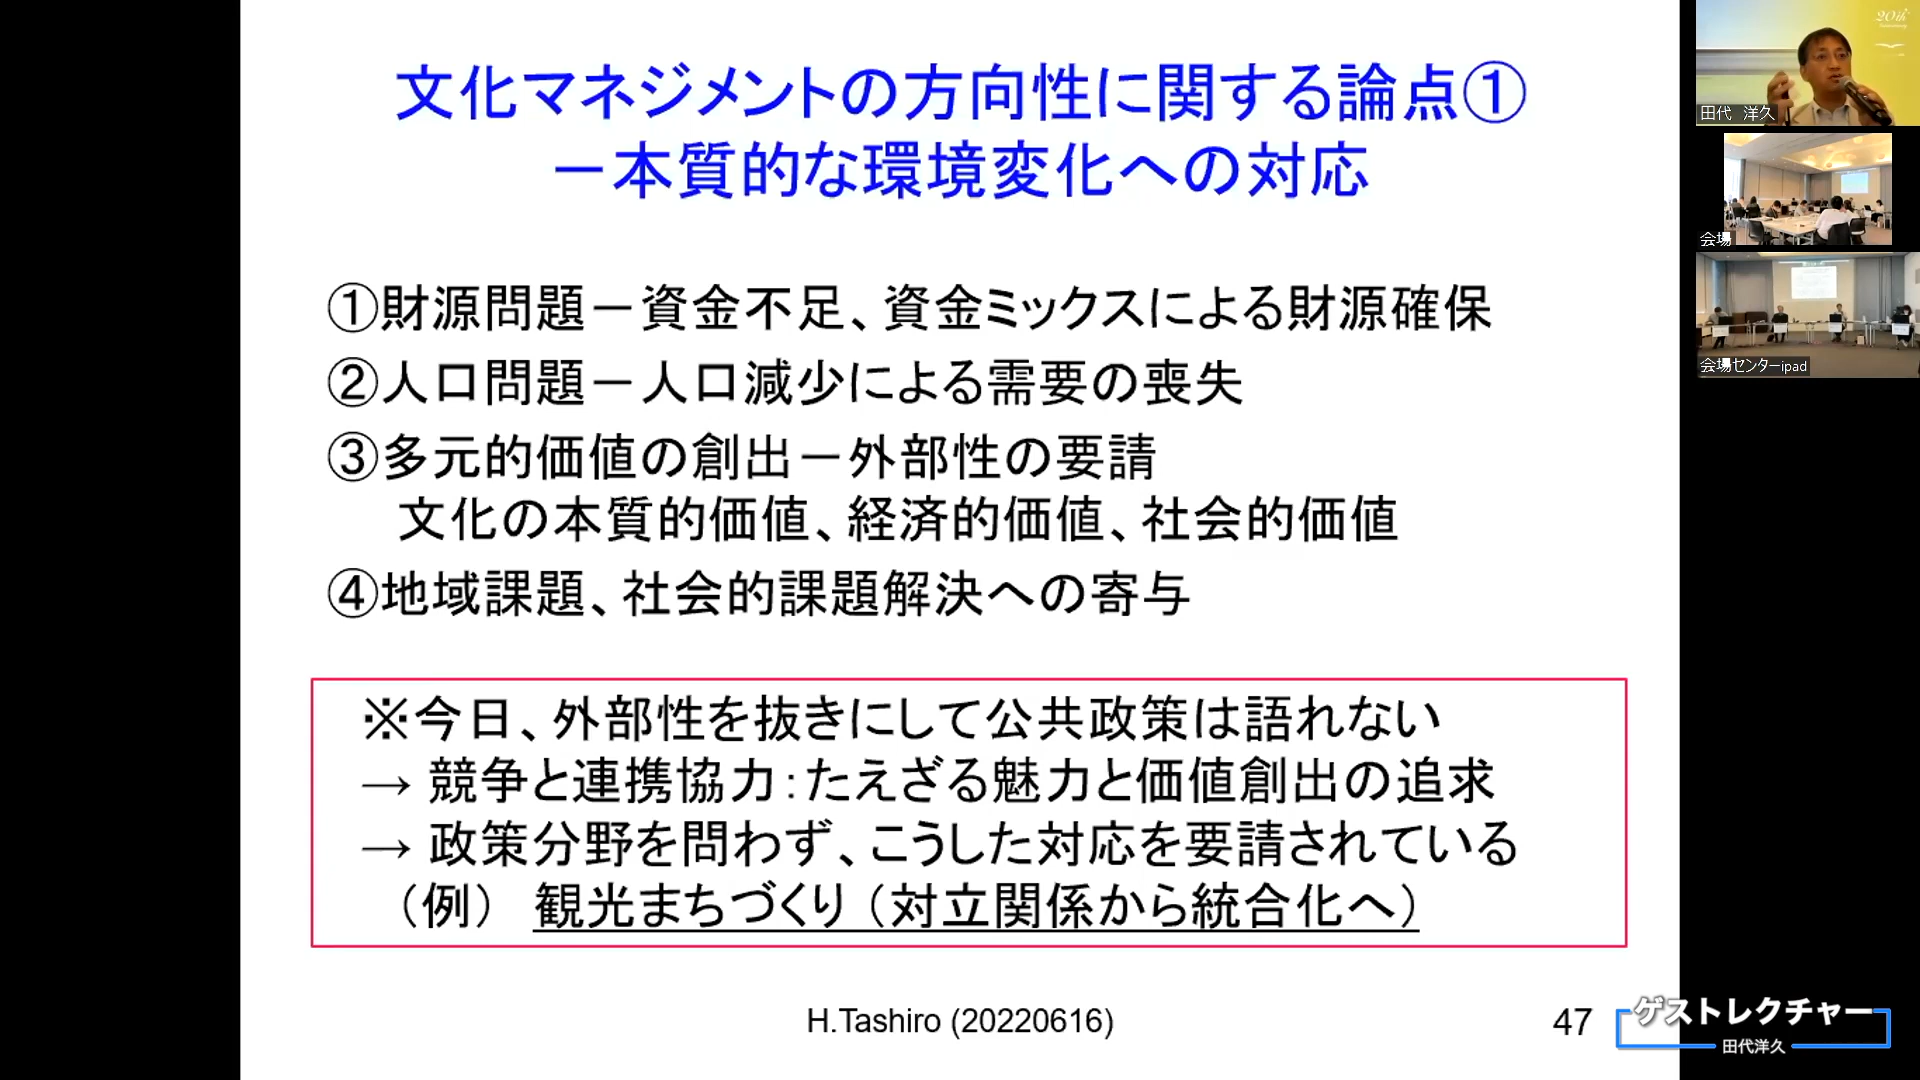 文化マネジメントの方向性に関する論点①
－本質的な環境変化への対応
①財源問題－資金不足、資金ミックスによる財源確保
②人口問題－人口減少による需要の喪失
③多元的価値の創出－外部性の要請
文化の本質的価値、経済的価値、社会的価値
④地域課題、社会的課題解決への寄与
※今日、外部性を抜きにして公共政策は語れない
→ 競争と連携協力：たえざる魅力と価値創出の追求
→ 政策分野を問わず、こうした対応を要請されている
（例） 観光まちづくり（対立関係から統合化へ）
H.Tashiro (20220616)
47
20th
田代 洋久
会場
会場センターipad
ゲストレクチャー
田代洋久